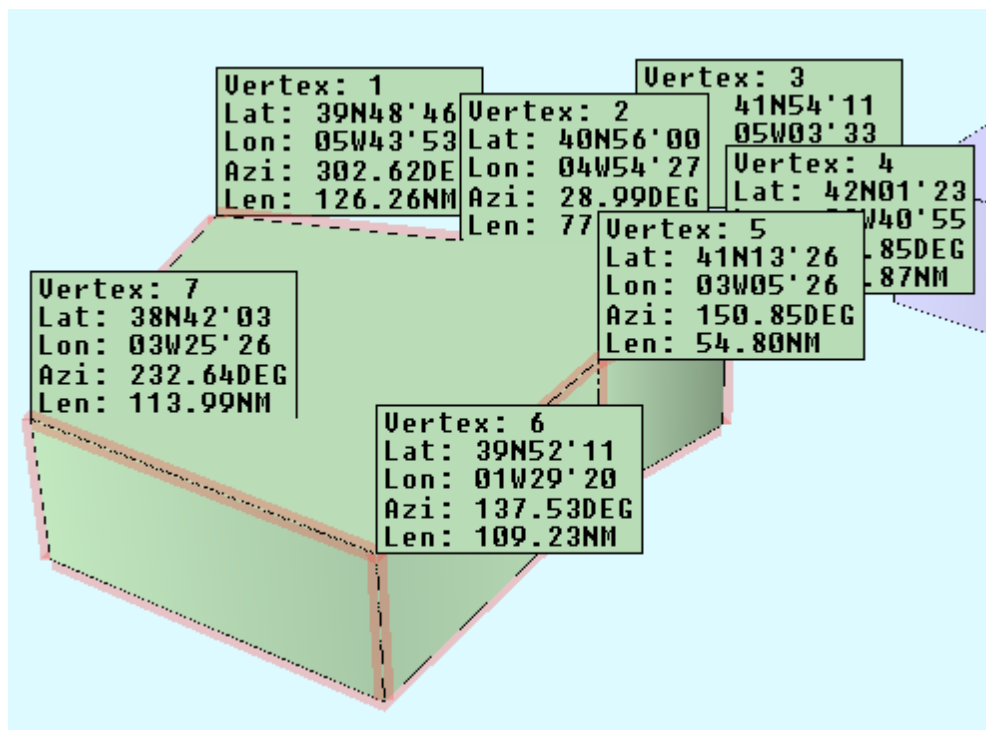 Vertex: 1
Lat: 39N48'46
Lon: 05W43'53
Azi: 302.62DE
Len: 126.26NM
Vertex: 2
Lat: 40N56'00
Lon: 04W54'27
Azi: 28.99DEG
Len: 77
Vertex: 3
41N54'11
05W03'33
Vertex: 4
Lat: 42N01'23
W40'55
.85DEG
.87NM
Vertex: 5
Lat: 41N13'26
Lon: 03W05'26
Azi: 150.85DEG
Len: 54.80NM
Vertex: 7
Lat: 38N42'03
Lon: 03W25'26
Azi: 232.64DEG
Len: 113.99NM
Vertex: 6
Lat: 39N52'11
Lon: 01W29'20
Azi: 137.53DEG
Len: 109.23NM